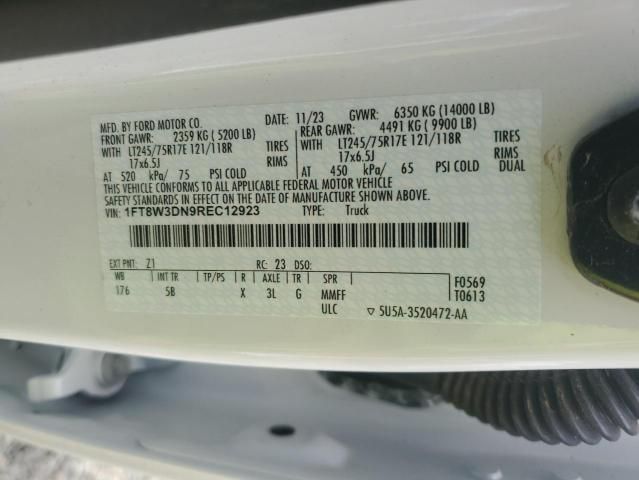 MFD. BY FORD MOTOR CO.
DATE: 11/23 GVWR: 6350 KG (14000 LB)
FRONT GAWR: 2359 KG (5200 LB)
REAR GAWR: 4491 KG (9900 LB)
WITH LT245/75R17E 121/118R TIRES
WITH LT245/75R17E 121/118R TIRES
17x6.5J RIMS
17x6.5J RIMS
AT 520 kPa/ 75 PSI COLD
AT 450 kPa/ 65 PSI COLD DUAL
THIS VEHICLE CONFORMS TO ALL APPLICABLE FEDERAL MOTOR VEHICLE
SAFETY STANDARDS IN EFFECT ON THE DATE OF MANUFACTURE SHOWN ABOVE.
VIN: 1FT8W3DN9REC12923 TYPE: Truck
EXT PNT: Z1 RC: 23 DSO:
WB INT TR TP/PS R AXLE TR SPR
176 5B X 3L G MMFF
ULC
F0569
T0613
▽ 5U5A-3520472-AA